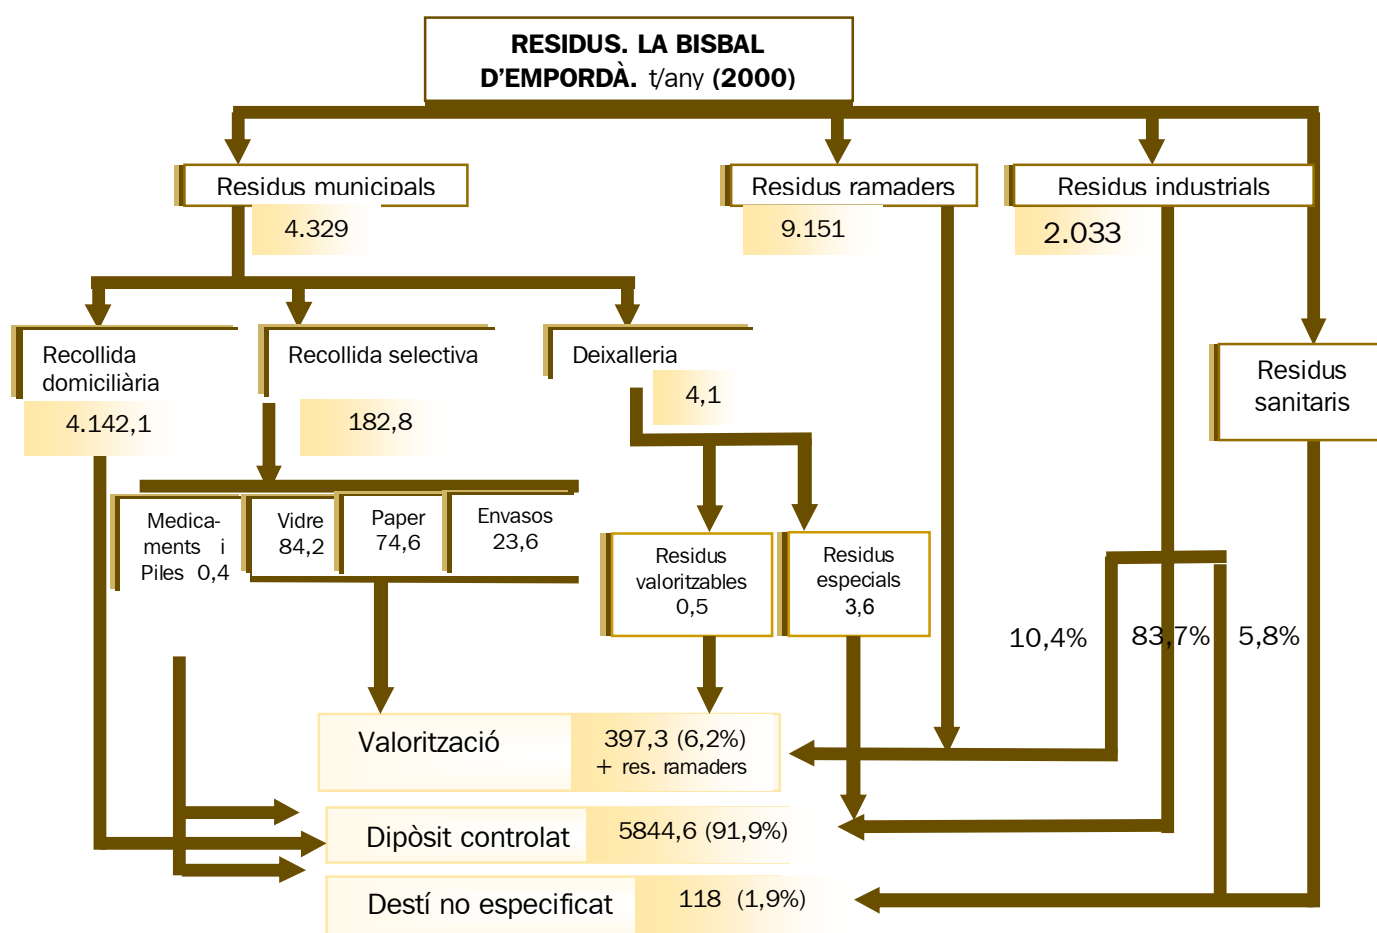 RESIDUS. LA BISBAL
D'EMPORDÀ. t/any (2000)
Residus municipals
4.329
Residus ramaders
9.151
Residus industrials
2.033
Recollida
domiciliària
4.142,1
Recollida selectiva
182,8
Deixalleria
4,1
Residus
sanitaris
Medica-
ments i
Piles 0,4
Vidre
84,2
Paper
74,6
Envasos
23,6
Residus
valoritzables
0,5
Residus
especials
3,6
10,4%
83,7%
5,8%
Valorització
397,3 (6,2%)
+ res. ramaders
Dipòsit controlat
5844,6 (91,9%)
Destí no especificat
118 (1,9%)